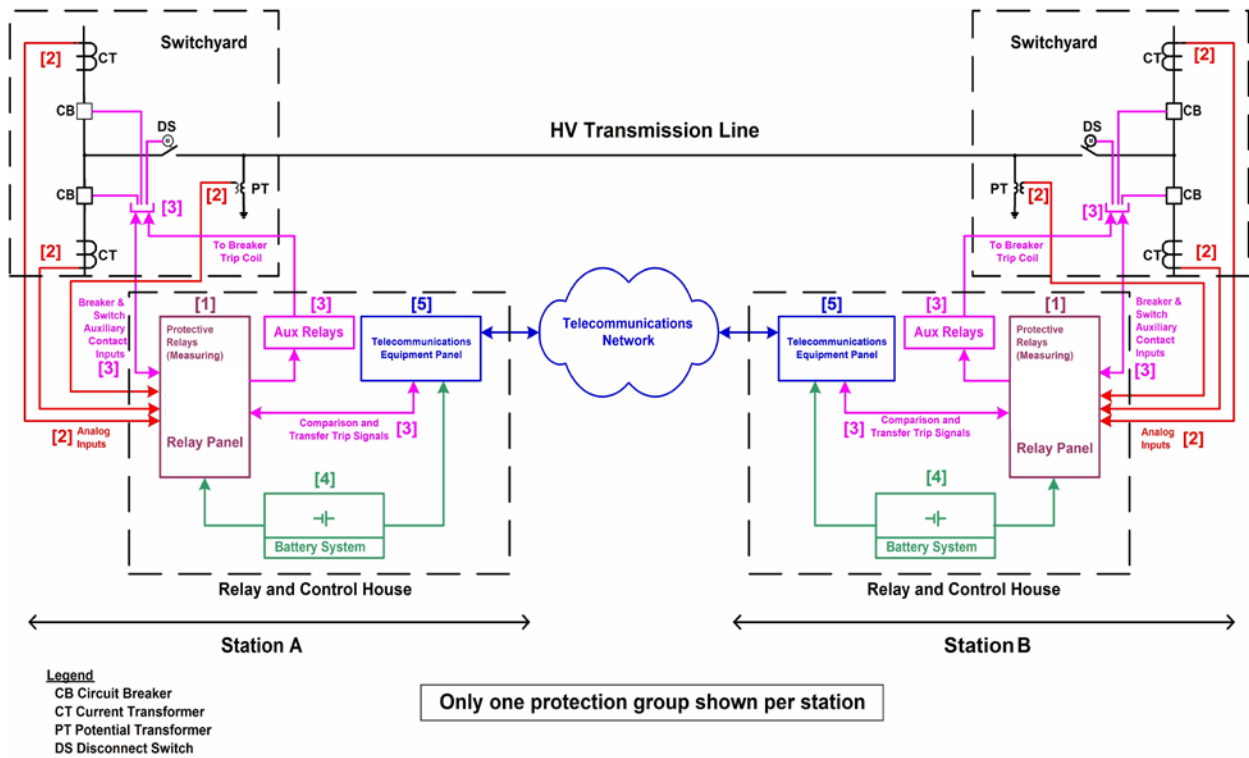 Switchyard
[2]
CT
CB
DS
CB
[3]
[2]
PT
[2]
CT
To Breaker
Trip Coil
HV Transmission Line
Switchyard
CT
[2]
CB
DS
PT
[2]
CB
[3]
CT
[2]
To Breaker
Trip Coil
Breaker &
Switch
Auxiliary
Contact
Inputs
[3]
[1]
Protective
Relays
(Measuring)
Relay Panel
[3]
Aux Relays
[5]
Telecommunications
Equipment Panel
Comparison and
Transfer Trip Signals
[3]
[2]
Analog
Inputs
[4]
Battery System
Relay and Control House
Telecommunications
Network
[5]
Telecommunications
Equipment Panel
[3]
Aux Relays
[1]
Protective
Relays
(Measuring)
Relay Panel
Breaker &
Switch
Auxiliary
Contact
Inputs
[3]
Comparison and
[3]
Transfer Trip Signals
Analog
Inputs
[2]
[4]
Battery System
Relay and Control House
Station A
Station B
Legend
CB Circuit Breaker
CT Current Transformer
PT Potential Transformer
DS Disconnect Switch
Only one protection group shown per station